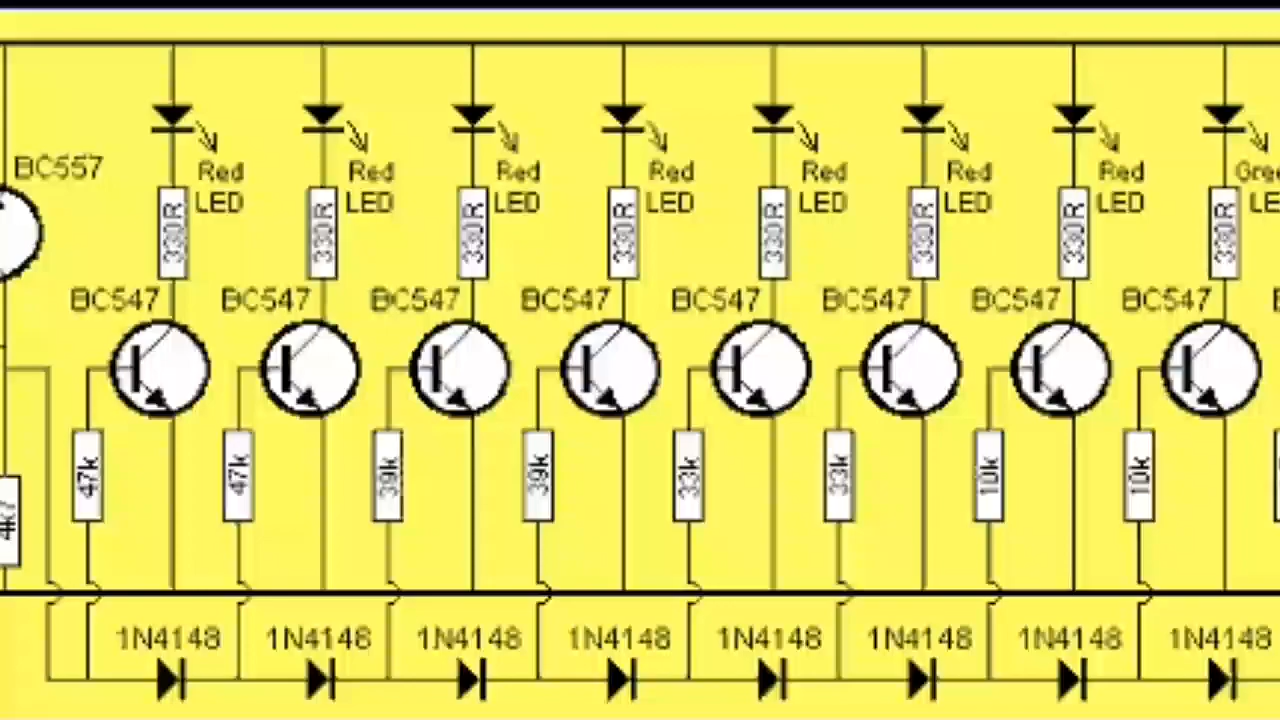 BC557
Red LED
Red LED
Red LED
Red LED
Red LED
Red LED
Red LED
330R 330R 330R 330R 330R 330R 330R 330R
BC547 BC547 BC547 BC547 BC547 BC547 BC547 BC547
47k 47k 39k 39k 33k 33k 10k 10k
4k7
1N4148 1N4148 1N4148 1N4148 1N4148 1N4148 1N4148 1N4148